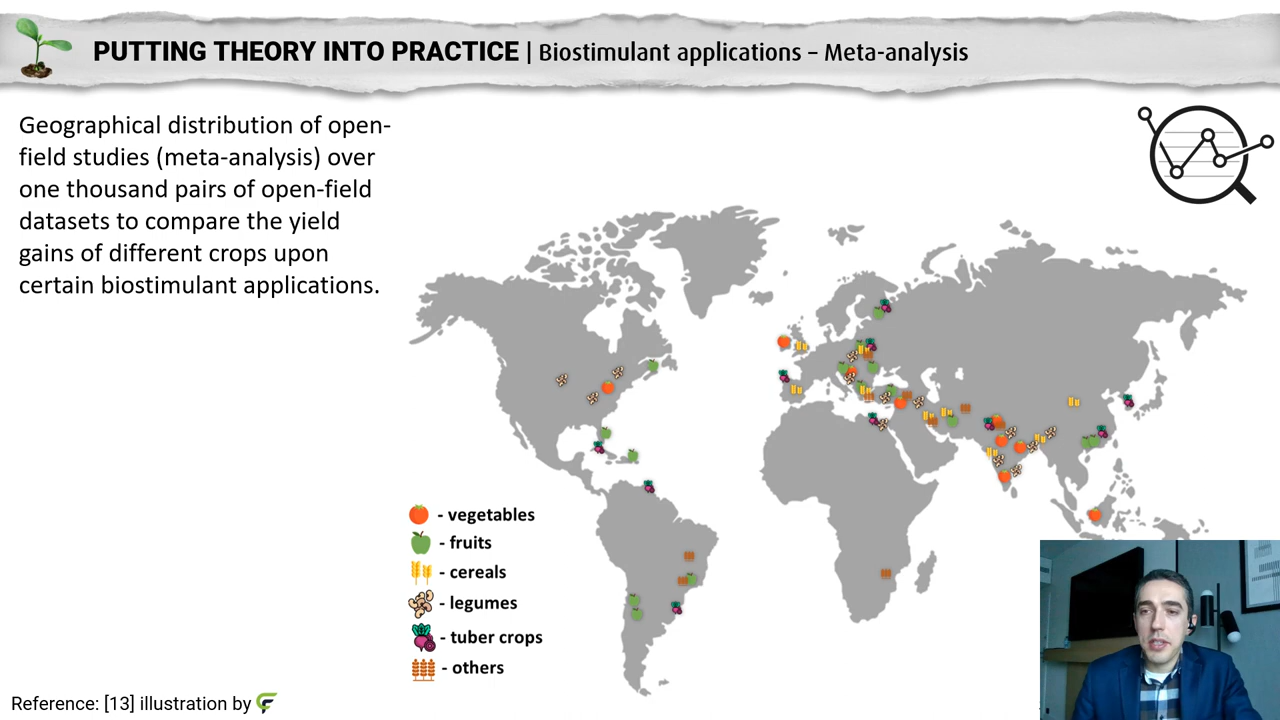 PUTTING THEORY INTO PRACTICE | Biostimulant applications – Meta-analysis
Geographical distribution of open-
field studies (meta-analysis) over
one thousand pairs of open-field
datasets to compare the yield
gains of different crops upon
certain biostimulant applications.
- vegetables
- fruits
- cereals
- legumes
- tuber crops
- others
Reference: [13] illustration by